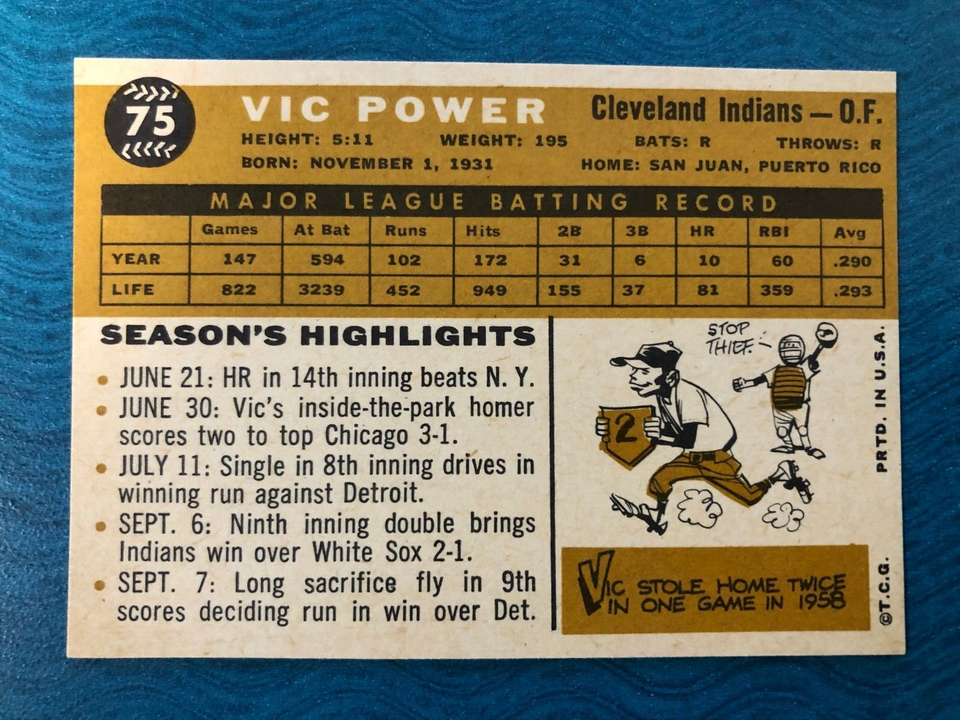 75
VIC POWER Cleveland Indians — O.F.
HEIGHT: 5:11 WEIGHT: 195 BATS: R THROWS: R
BORN: NOVEMBER 1, 1931 HOME: SAN JUAN, PUERTO RICO
MAJOR LEAGUE BATTING RECORD
Games At Bat Runs Hits 2B 3B HR RBI Avg
YEAR 147 594 102 172 31 6 10 60 .290
LIFE 822 3239 452 949 155 37 81 359 .293
SEASON'S HIGHLIGHTS
• JUNE 21: HR in 14th inning beats N. Y.
• JUNE 30: Vic's inside-the-park homer
scores two to top Chicago 3-1.
• JULY 11: Single in 8th inning drives in
winning run against Detroit.
• SEPT. 6: Ninth inning double brings
Indians win over White Sox 2-1.
• SEPT. 7: Long sacrifice fly in 9th
scores deciding run in win over Det.
STOP
THIEF.
2
VIC STOLE HOME TWICE
IN ONE GAME IN 1958
©T.C.G. PRTD. IN U.S.A.